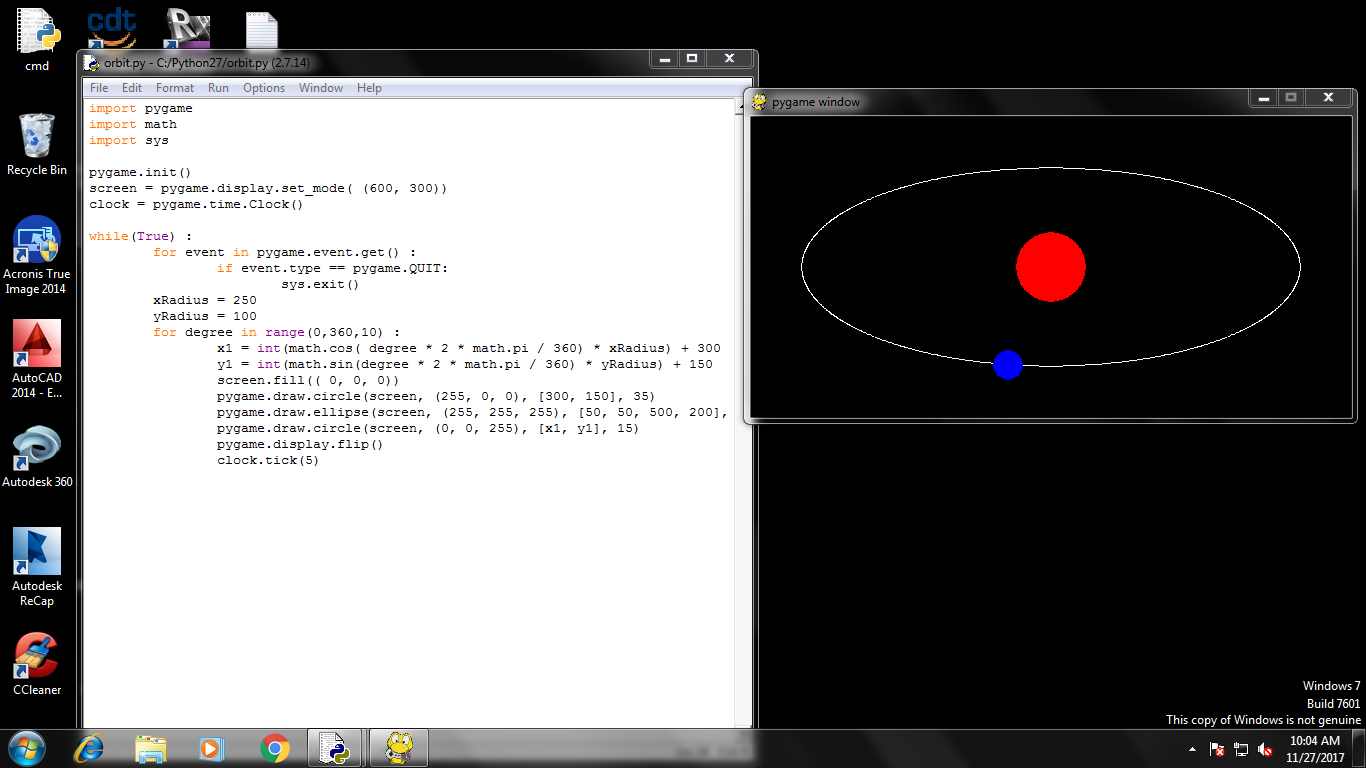 cmd
Recycle Bin
Acronis True
Image 2014
AutoCAD
2014 - E...
Autodesk 360
Autodesk
ReCap
CCleaner
cdt
orbit.py - C:/Python27/orbit.py (2.7.14)
File Edit Format Run Options Window Help
import pygame
import math
import sys
pygame.init()
screen = pygame.display.set_mode( (600, 300))
clock = pygame.time.Clock()
while(True) :
for event in pygame.event.get() :
if event.type == pygame.QUIT:
sys.exit()
xRadius = 250
yRadius = 100
for degree in range(0,360,10) :
x1 = int(math.cos( degree * 2 * math.pi / 360) * xRadius) + 300
y1 = int(math.sin(degree * 2 * math.pi / 360) * yRadius) + 150
screen.fill(( 0, 0, 0))
pygame.draw.circle(screen, (255, 0, 0), [300, 150], 35)
pygame.draw.ellipse(screen, (255, 255, 255), [50, 50, 500, 200],
pygame.draw.circle(screen, (0, 0, 255), [x1, y1], 15)
pygame.display.flip()
clock.tick(5)
pygame window
Windows 7
Build 7601
This copy of Windows is not genuine
10:04 AM
11/27/2017